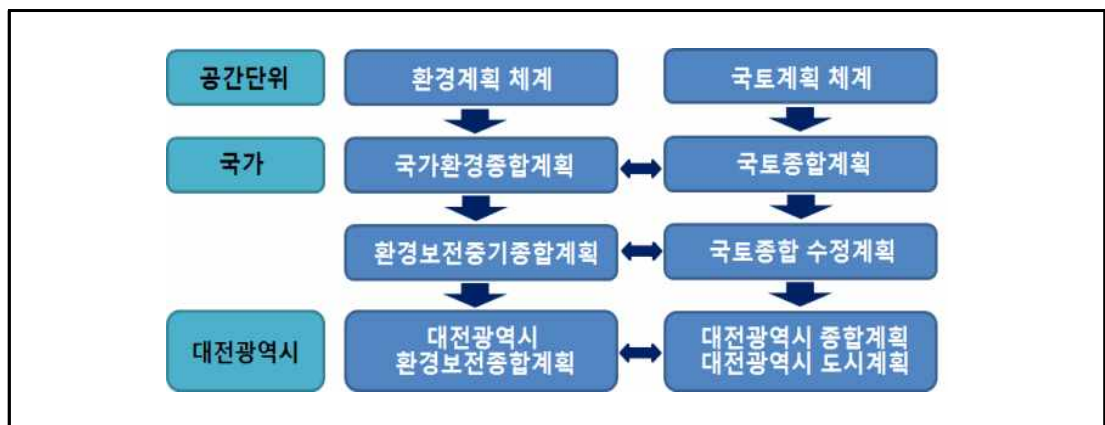 공간단위
환경계획 체계
국토계획 체계
국가
국가환경종합계획
국토종합계획
환경보전중기종합계획
국토종합 수정계획
대전광역시
대전광역시
환경보전종합계획
대전광역시 종합계획
대전광역시 도시계획